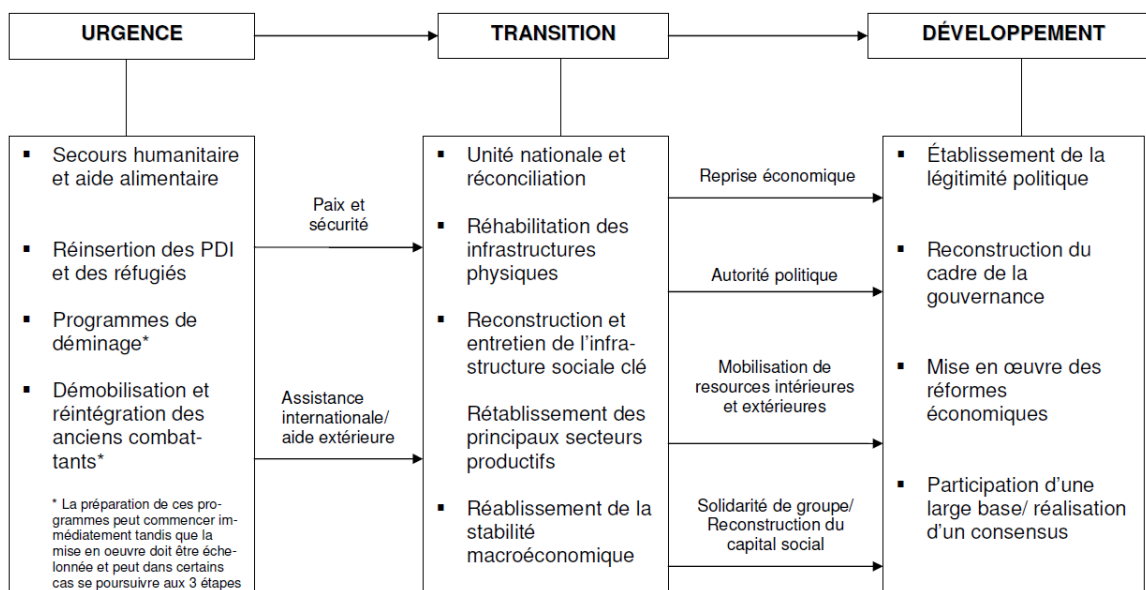 URGENCE
TRANSITION
DÉVELOPPEMENT
▪ Secours humanitaire
et aide alimentaire
▪ Réinsertion des PDI
et des réfugiés
▪ Programmes de
déminage*
▪ Démobilisation et
réintégration des
anciens combat-
tants*
* La préparation de ces pro-
grammes peut commencer im-
médiatement tandis que la
mise en oeuvre doit être éche-
lonnée et peut dans certains
cas se poursuivre aux 3 étapes
Paix et
sécurité
Assistance
internationale/
aide extérieure
▪ Unité nationale et
réconciliation
▪ Réhabilitation des
infrastructures
physiques
▪ Reconstruction et
entretien de l'infra-
structure sociale clé
Rétablissement des
principaux secteurs
productifs
▪ Réablissement de la
stabilité
macroéconomique
Reprise économique
Autorité politique
Mobilisation de
resources intérieures
et extérieures
Solidarité de groupe/
Reconstruction du
capital social
▪ Établissement de la
légitimité politique
▪ Reconstruction du
cadre de la
gouvernance
▪ Mise en œuvre des
réformes
économiques
▪ Participation d'une
large base/ réalisation
d'un consensus